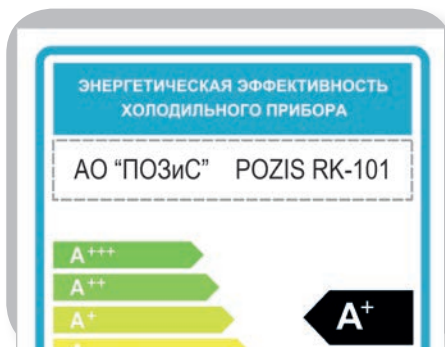 ЭНЕРГЕТИЧЕСКАЯ ЭФФЕКТИВНОСТЬ
ХОЛОДИЛЬНОГО ПРИБОРА
АО “ПОЗиС” POZIS RK-101
A+++
A++
A+ A+